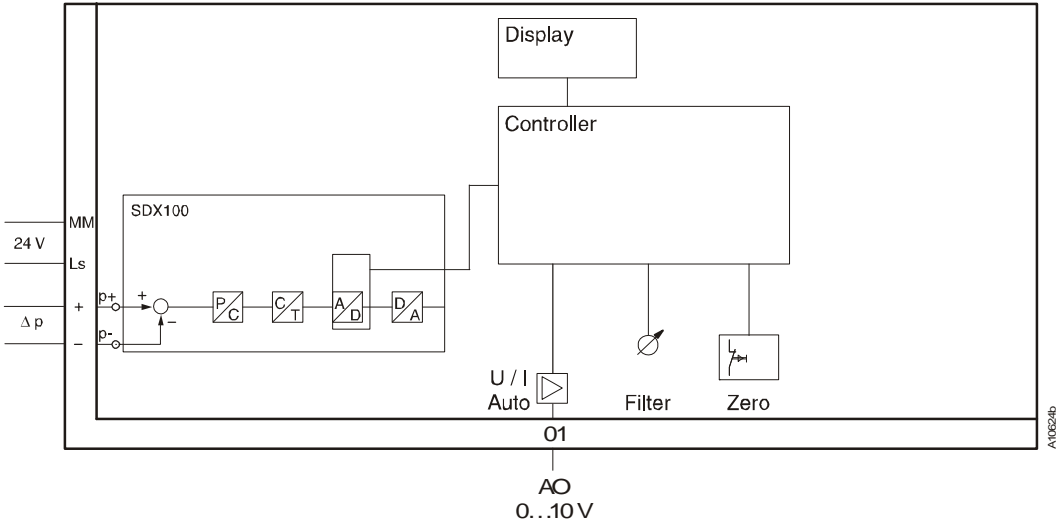 Display
Controller
SDX100
MM
24 V
Ls
+
p+
+
P/C
C/T
A/D
D/A
Δ p
−
p-
−
U / I
Auto
Filter
Zero
01
AO
0...10 V
A10624b